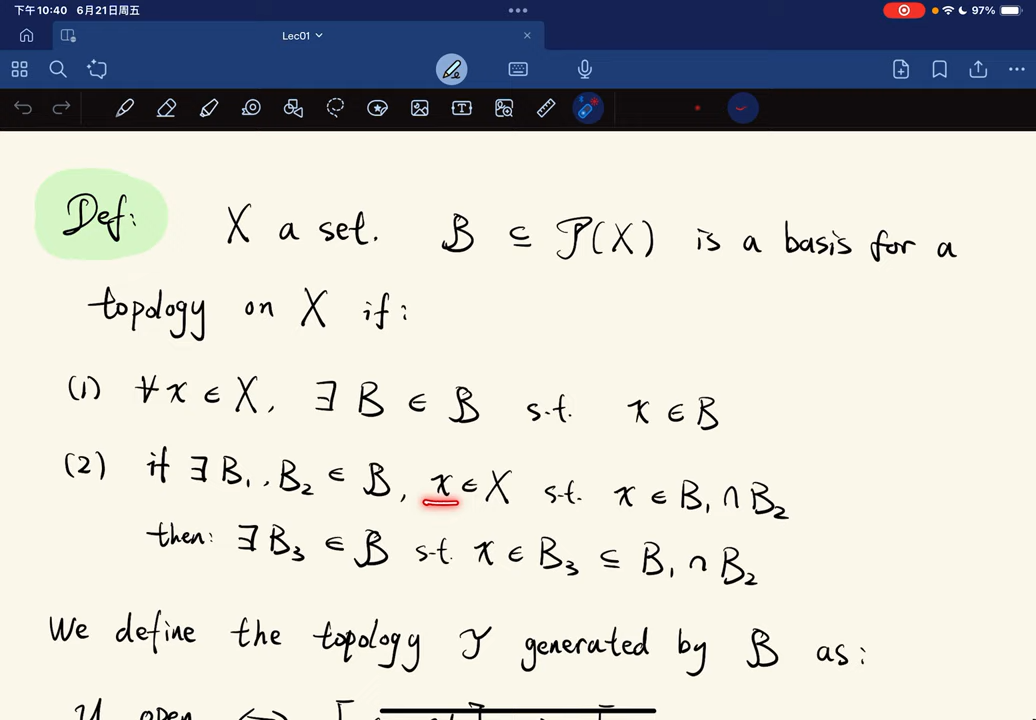 下午10:40 6月21日周五
97%
Lec01
Def: X a set. ℬ ⊆ 𝒫(X) is a basis for a
topology on X if:
(1) ∀x ∈ X, ∃ B ∈ ℬ s.t. x ∈ B
(2) if ∃ B₁, B₂ ∈ ℬ, x ∈ X s.t. x ∈ B₁ ∩ B₂
then: ∃ B₃ ∈ ℬ s.t. x ∈ B₃ ⊆ B₁ ∩ B₂
We define the topology 𝒯 generated by ℬ as:
U open ⇔